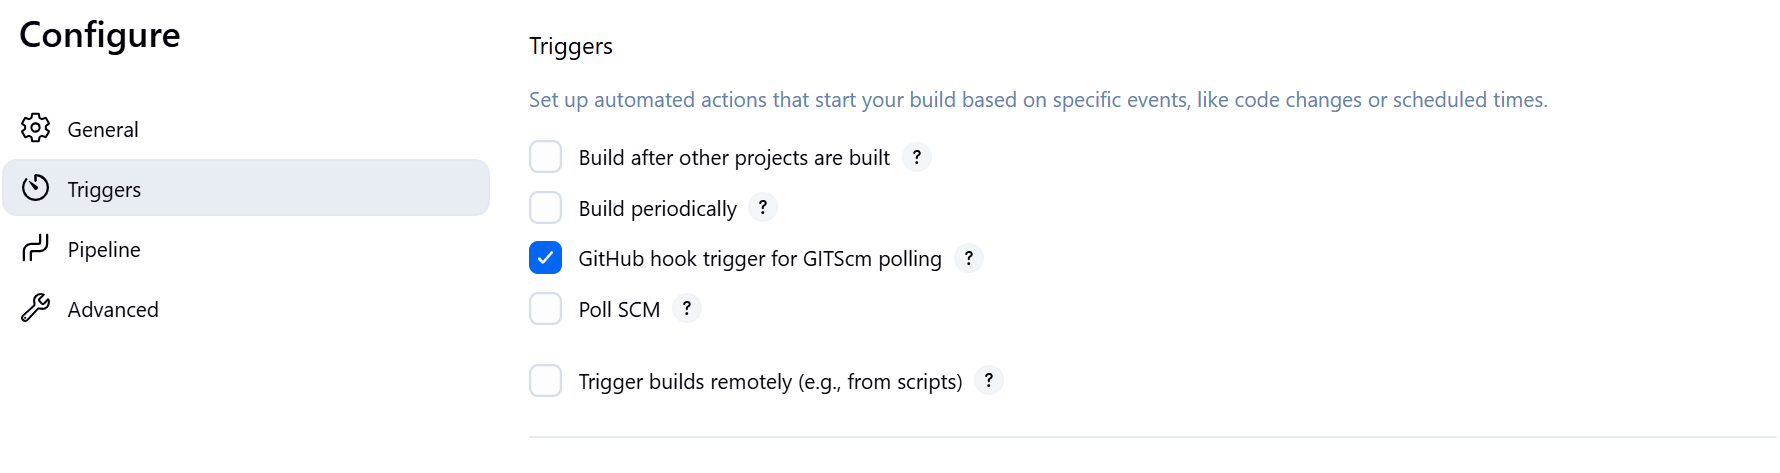 Configure
General
Triggers
Pipeline
Advanced
Triggers
Set up automated actions that start your build based on specific events, like code changes or scheduled times.
Build after other projects are built ?
Build periodically ?
GitHub hook trigger for GITScm polling ?
Poll SCM ?
Trigger builds remotely (e.g., from scripts) ?